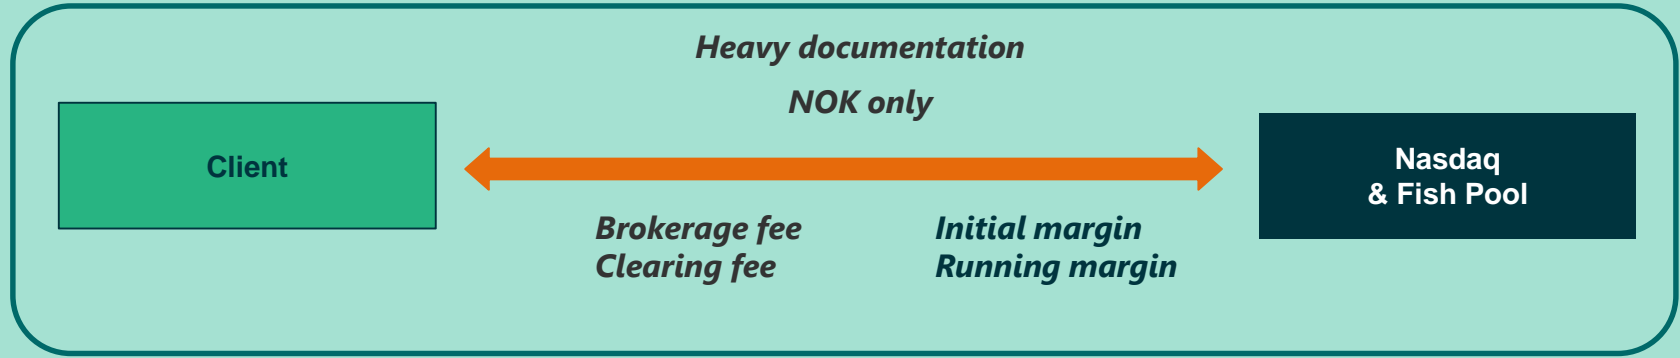 Heavy documentation
NOK only
Client
Nasdaq
& Fish Pool
Brokerage fee
Clearing fee
Initial margin
Running margin